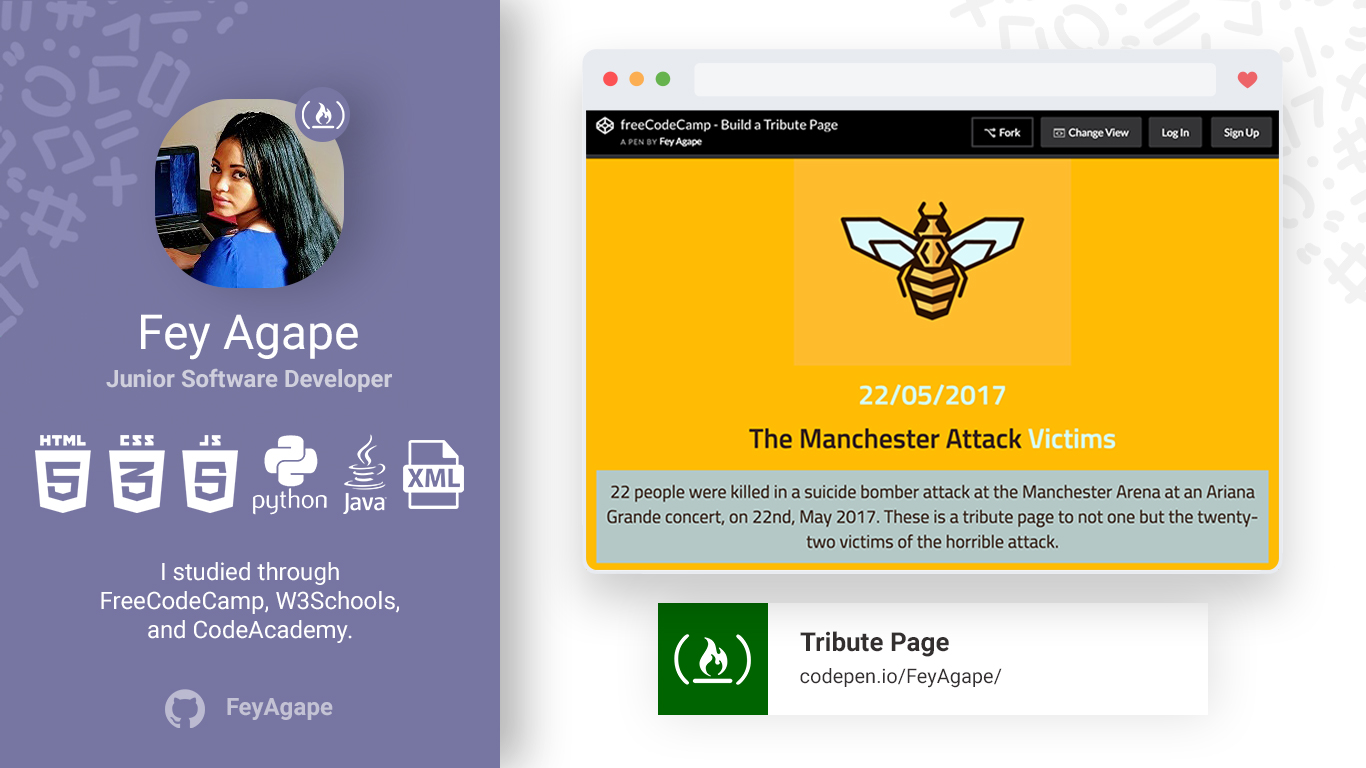 Fey Agape
Junior Software Developer
HTML CSS JS
5 3 5 python Java XML
I studied through
FreeCodeCamp, W3Schools,
and CodeAcademy.
FeyAgape
freeCodeCamp - Build a Tribute Page
A PEN BY Fey Agape
Fork Change View Log In Sign Up
22/05/2017
The Manchester Attack Victims
22 people were killed in a suicide bomber attack at the Manchester Arena at an Ariana
Grande concert, on 22nd, May 2017. These is a tribute page to not one but the twenty-
two victims of the horrible attack.
Tribute Page
codepen.io/FeyAgape/